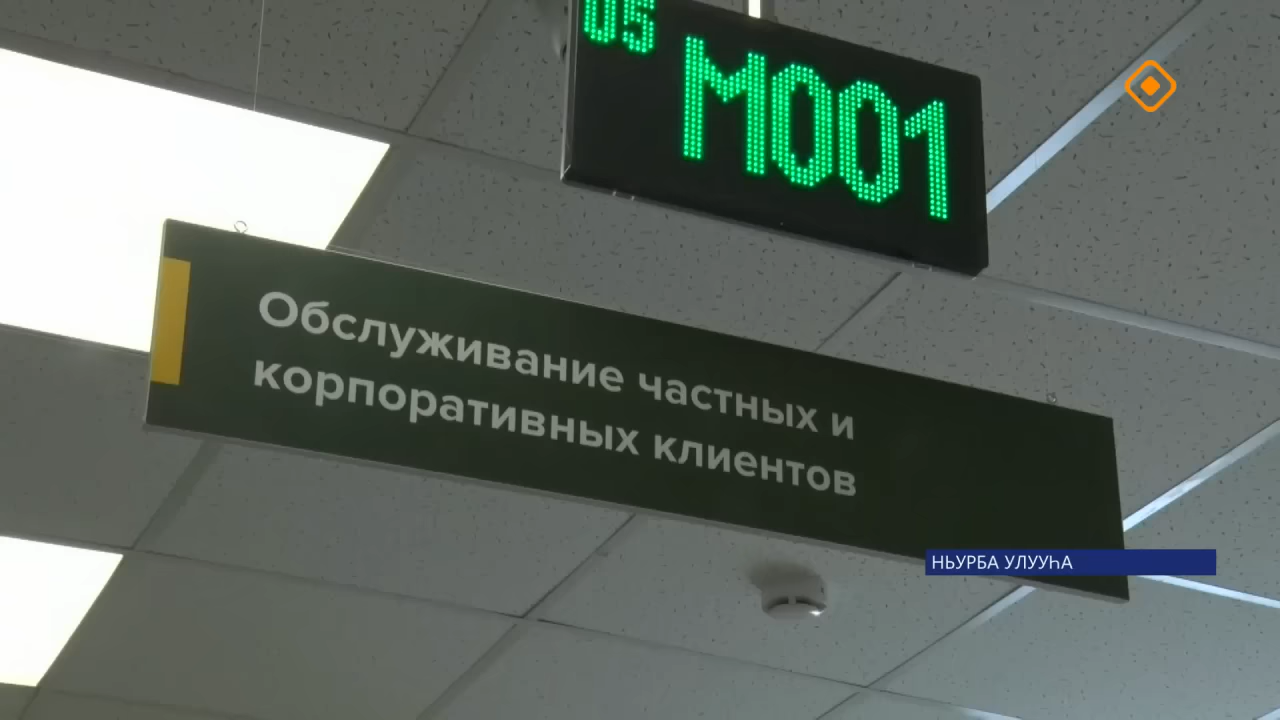 05
M001
Обслуживание частных и
корпоративных клиентов
НЬУРБА УЛУУҺА